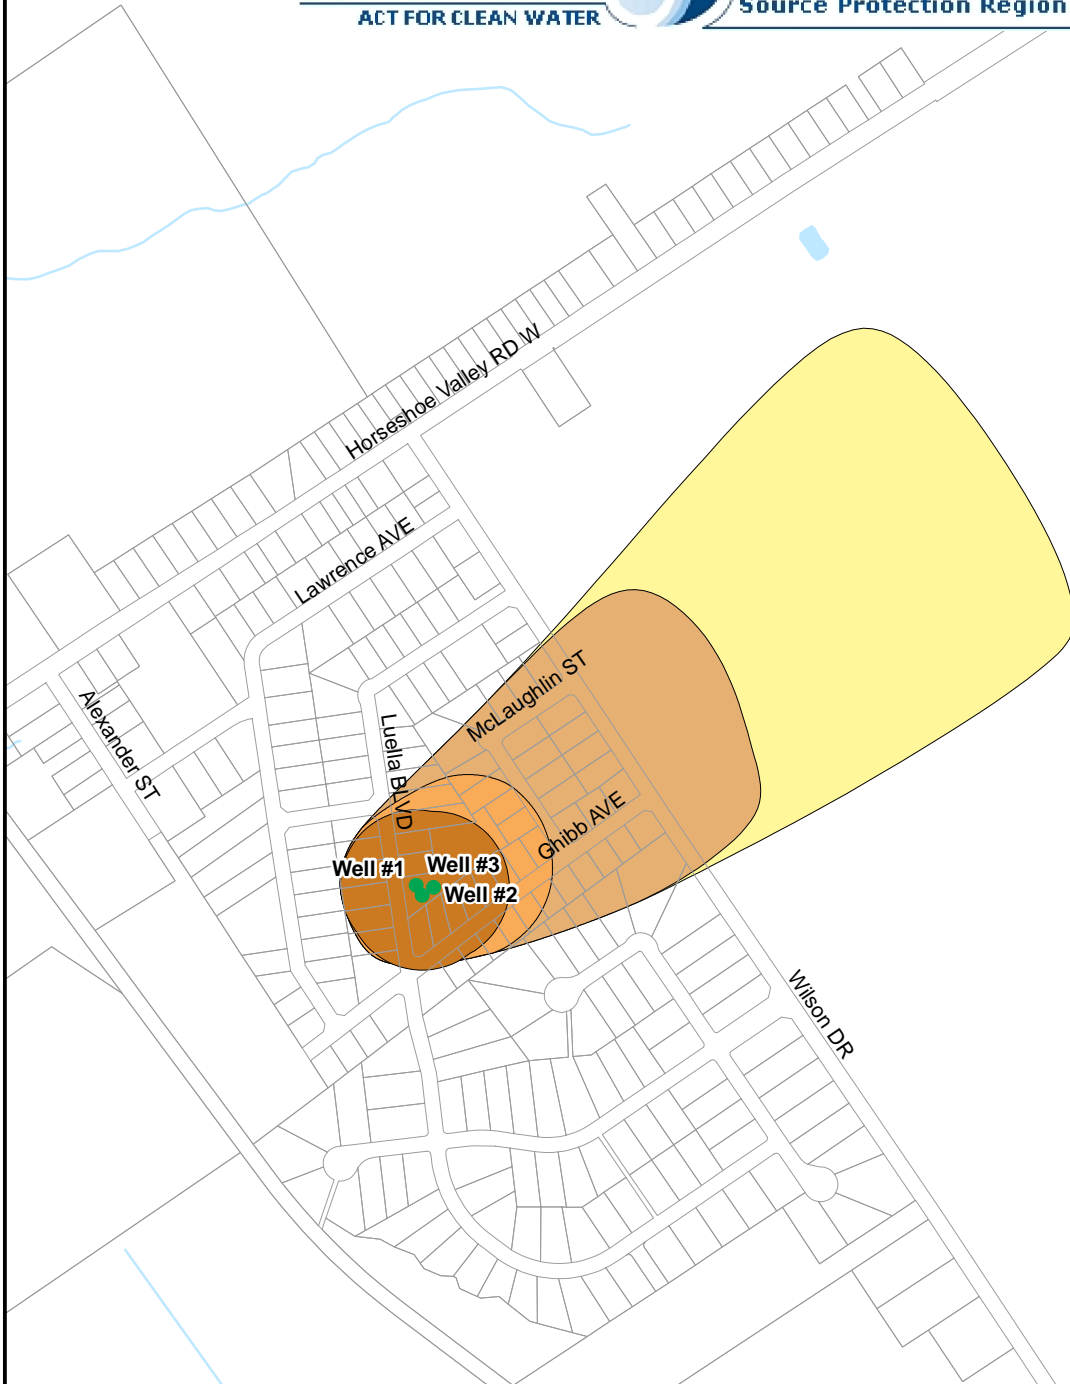 ACT FOR CLEAN WATER
Source Protection Region
Horseshoe Valley RD W
Lawrence AVE
Alexander ST
Luella BLVD
McLaughlin ST
Ghibb AVE
Well #1
Well #3
Well #2
Wilson DR